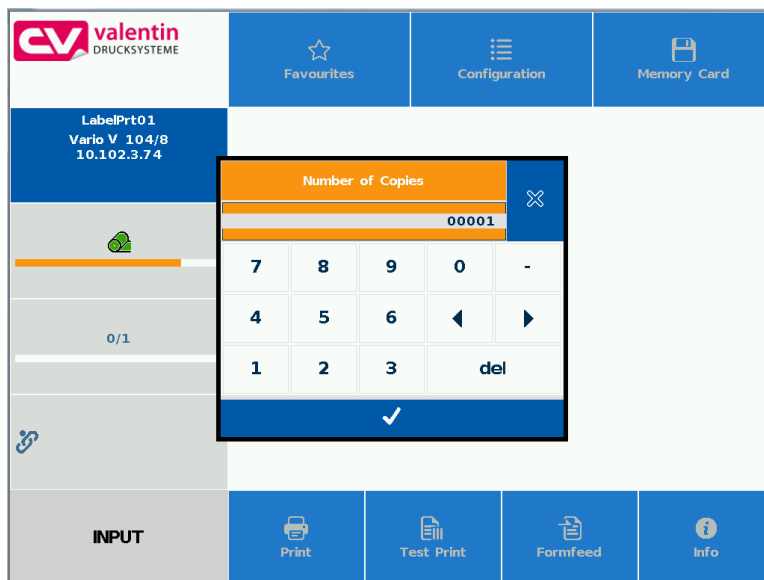 CV valentin
DRUCKSYSTEME
Favourites
Configuration
Memory Card
LabelPrt01
Vario V 104/8
10.102.3.74
Number of Copies
00001
7 8 9 0 -
4 5 6
1 2 3 del
0/1
INPUT
Print
Test Print
Formfeed
Info